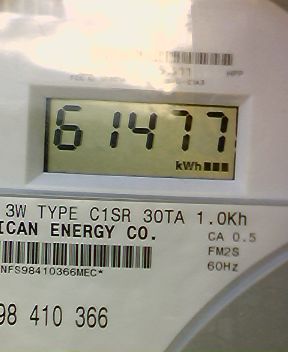 61477
kWh
3W TYPE C1SR 30TA 1.0Kh
ICAN ENERGY CO.
CA 0.5
FM2S
60Hz
NFS98410366MEC*
98 410 366